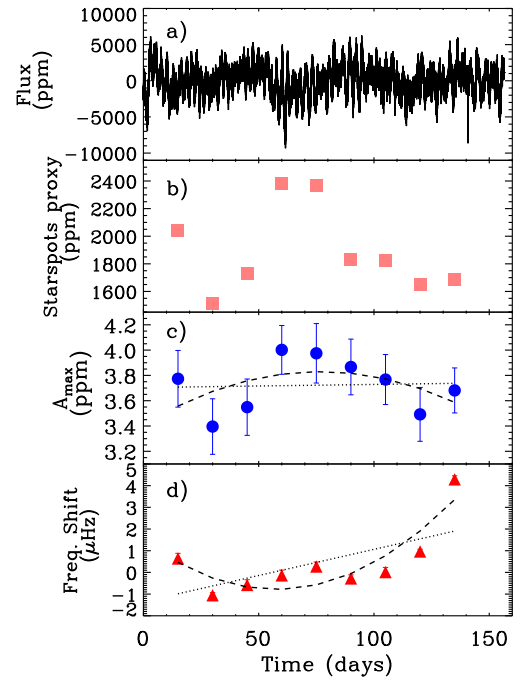 10000
5000
0
−5000
−10000
Flux
(ppm)
a)
2400
2200
2000
1800
1600
Starspots proxy
(ppm)
b)
4.2
4.0
3.8
3.6
3.4
3.2
Amax
(ppm)
c)
5
4
3
2
1
0
−1
−2
Freq. Shift
(μHz)
d)
0 50 100 150
Time (days)